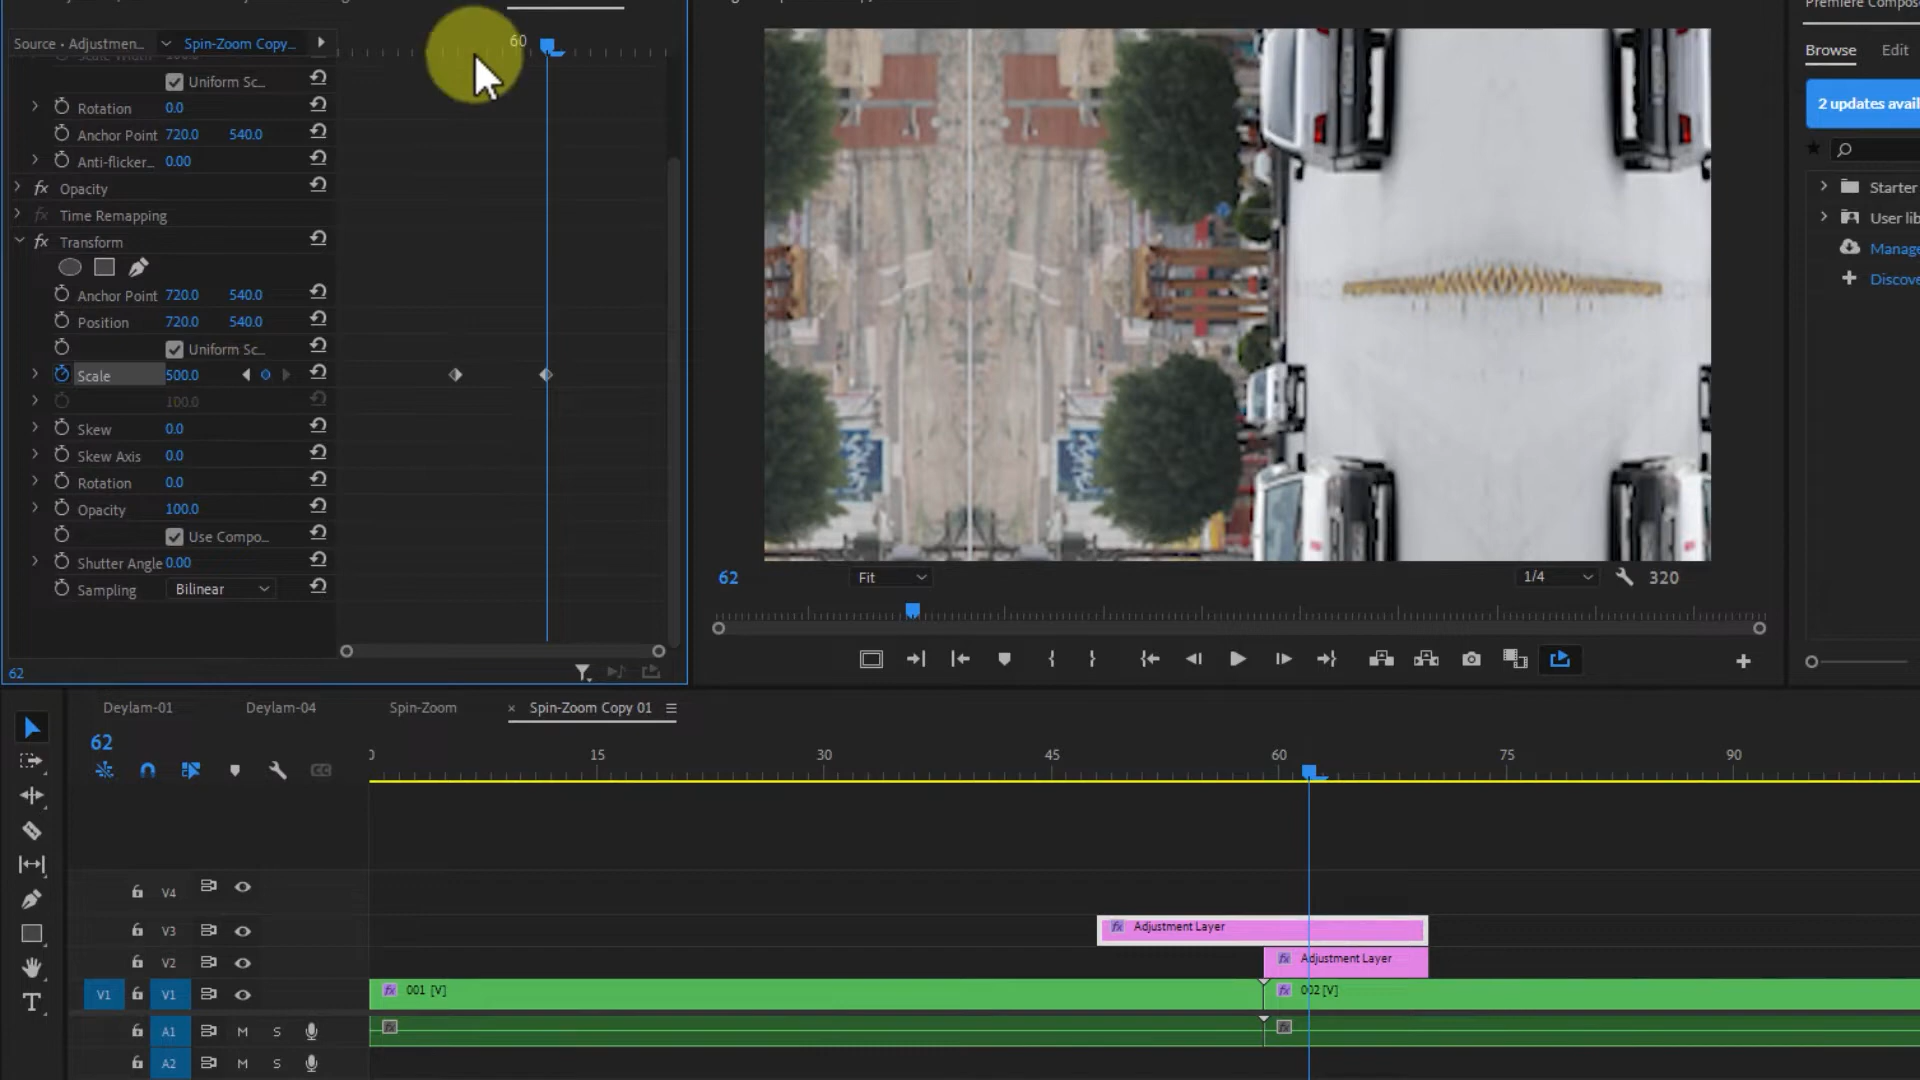 Premiere Compos
Source • Adjustmen... Spin-Zoom Copy... 60
Browse Edit
Uniform Sc...
2 updates avail
Rotation 0.0
Anchor Point 720.0 540.0
Anti-flicker... 0.00
Opacity
Starter
Time Remapping
User lib
Transform
Manage
Discove
Anchor Point 720.0 540.0
Position 720.0 540.0
Uniform Sc...
Scale 500.0
100.0
Skew 0.0
Skew Axis 0.0
Rotation 0.0
Opacity 100.0
Use Compo...
Shutter Angle 0.00
Sampling Bilinear
62 Fit 1/4 320
62
Deylam-01 Deylam-04 Spin-Zoom × Spin-Zoom Copy 01
62
15 30 45 60 75 90
V4
V3 fx Adjustment Layer
V2 fx Adjustment Layer
V1 V1 fx 001 [V] fx 002 [V]
A1 M S
A2 M S